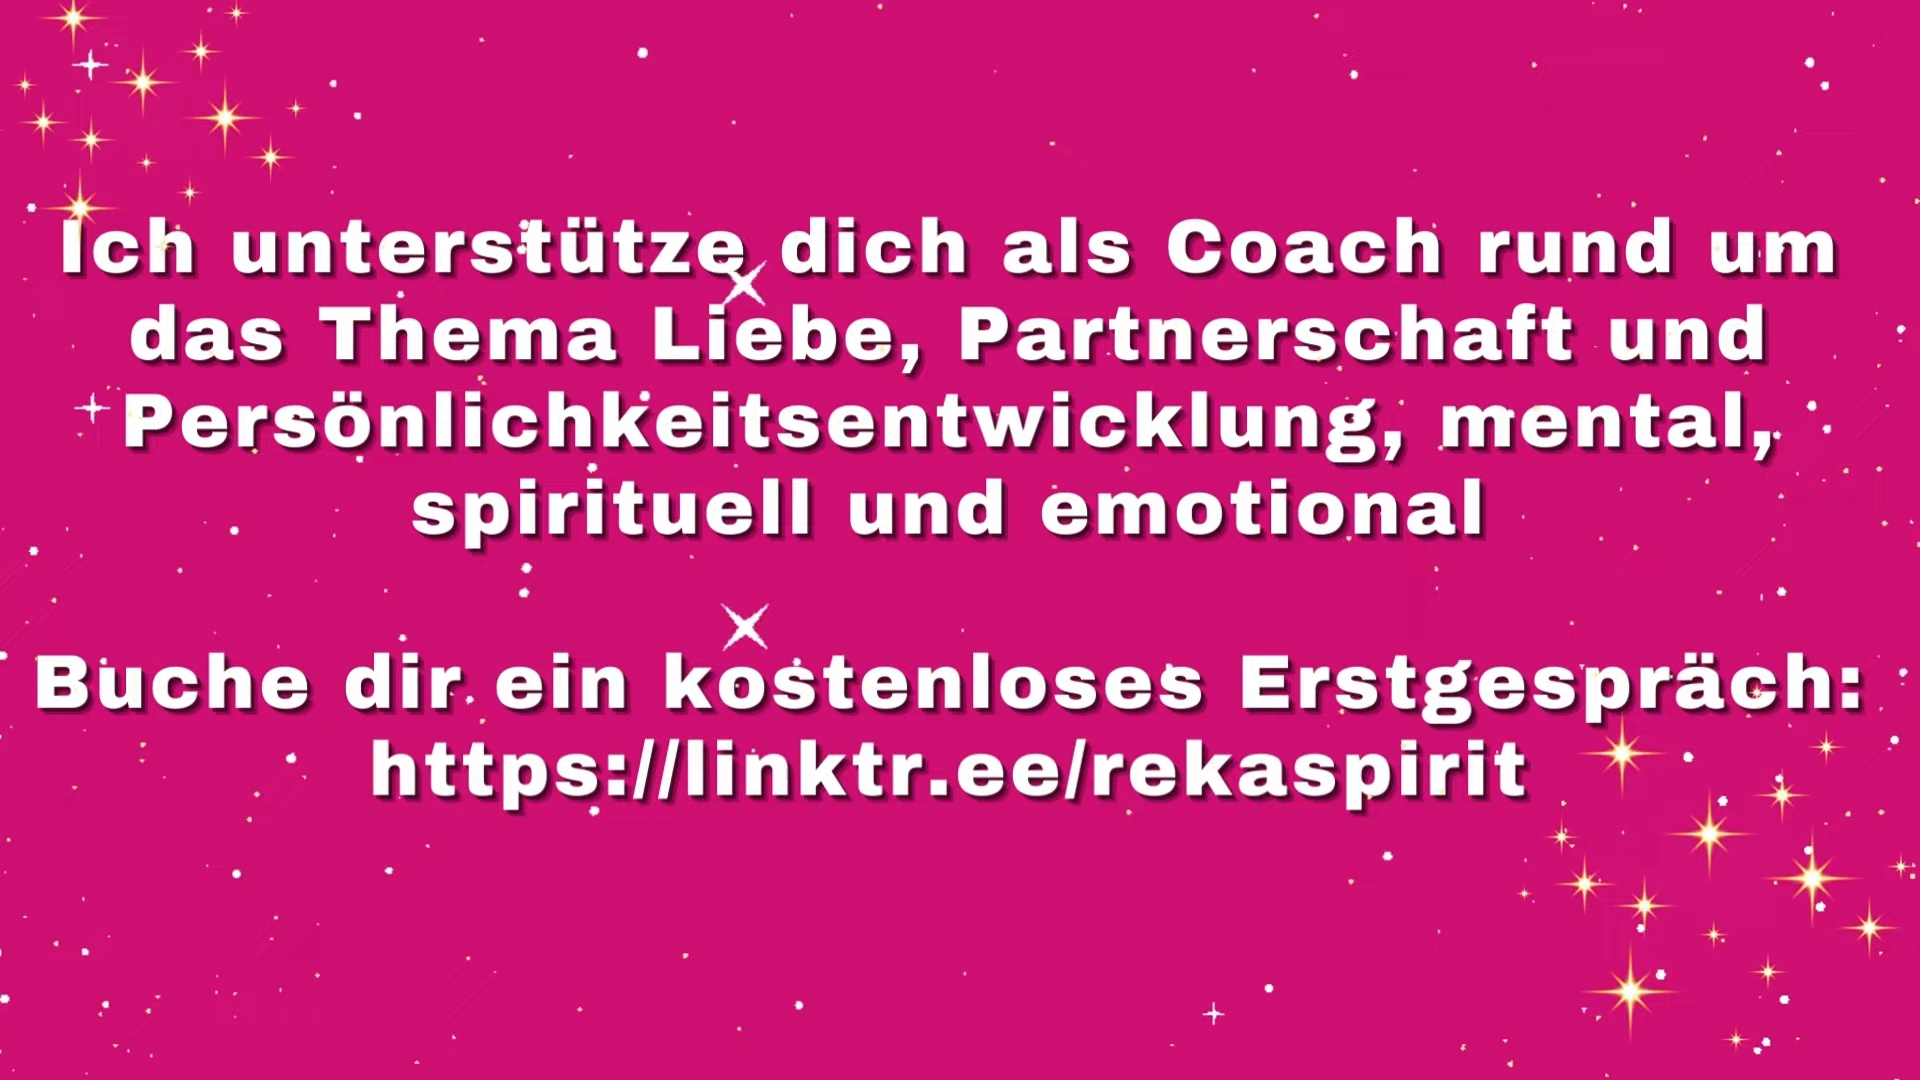 Ich unterstütze dich als Coach rund um
das Thema Liebe, Partnerschaft und
Persönlichkeitsentwicklung, mental,
spirituell und emotional
Buche dir ein kostenloses Erstgespräch:
https://linktr.ee/rekaspirit